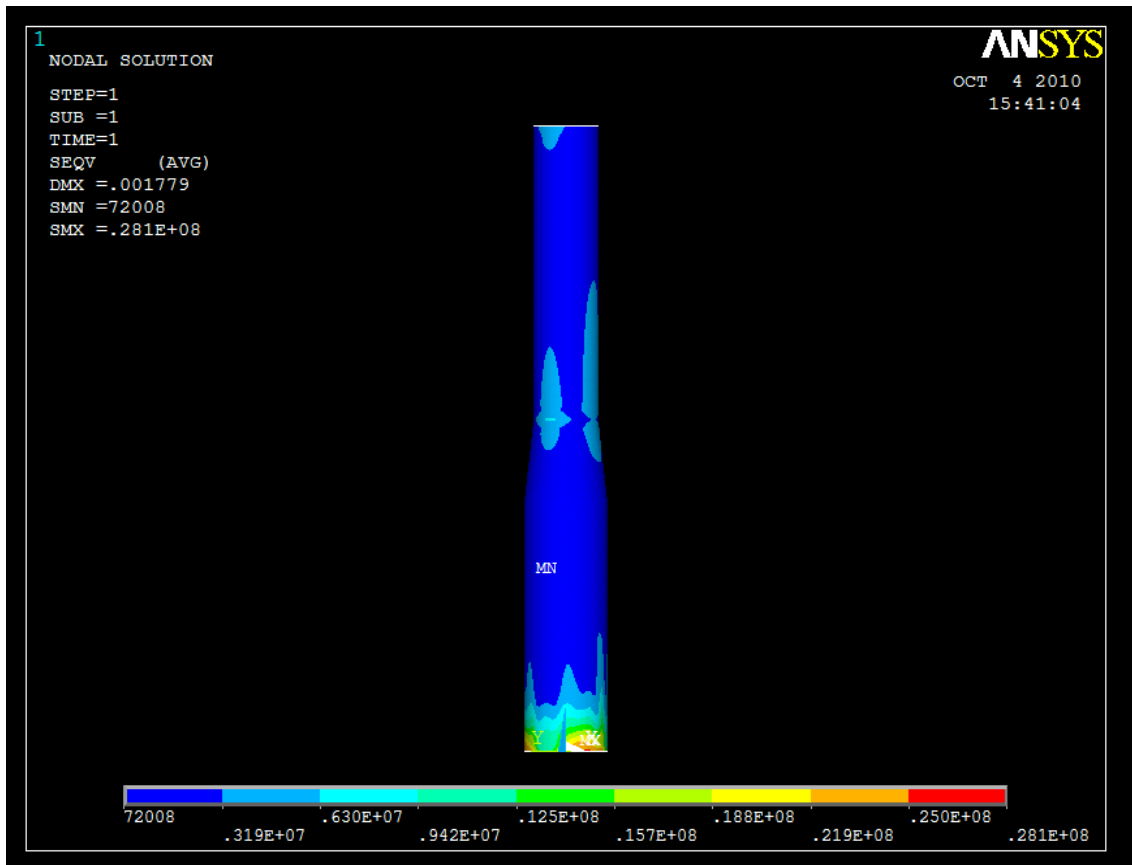 1
NODAL SOLUTION
ANSYS
OCT 4 2010
15:41:04
STEP=1
SUB =1
TIME=1
SEQV (AVG)
DMX =.001779
SMN =72008
SMX =.281E+08
MN
Y MX X
72008 .630E+07 .125E+08 .188E+08 .250E+08
.319E+07 .942E+07 .157E+08 .219E+08 .281E+08